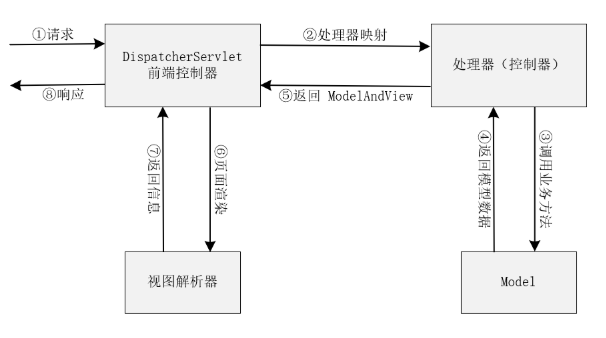 ①请求
DispatcherServlet
前端控制器
②处理器映射
处理器（控制器）
⑧响应
⑤返回 ModelAndView
⑦返回信息
⑥页面渲染
④返回模型数据
③调用业务方法
视图解析器
Model